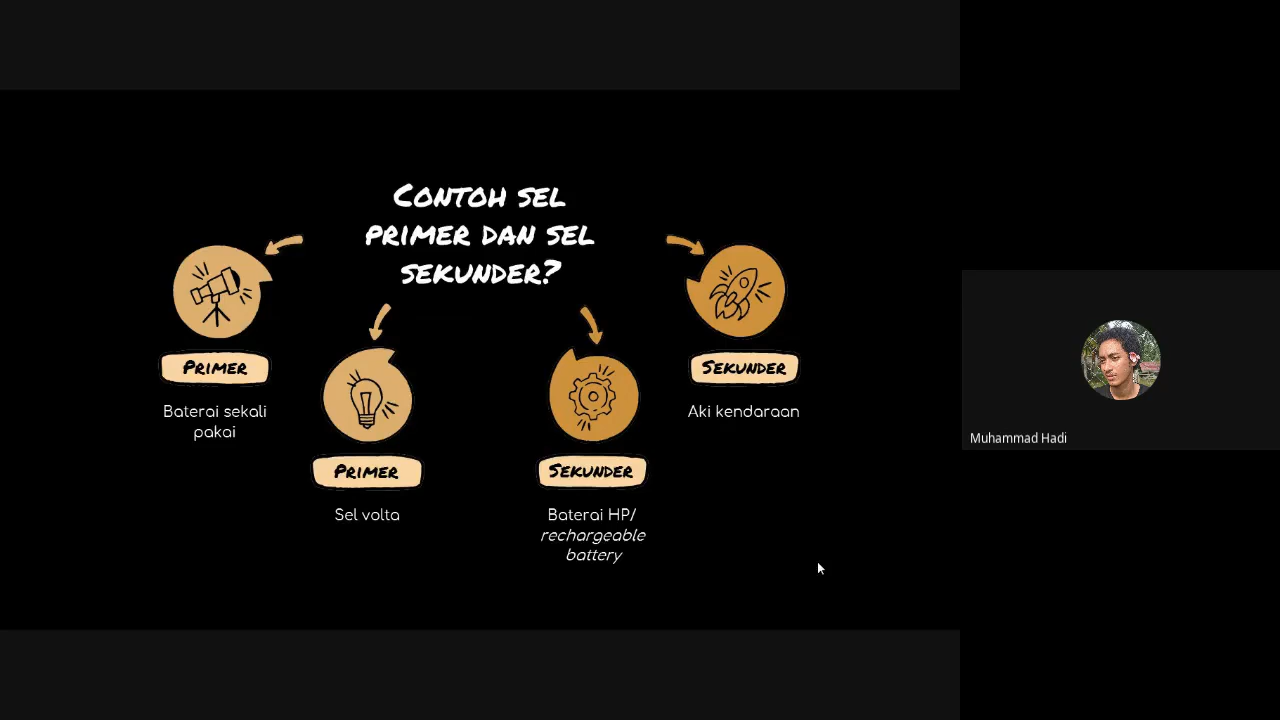 Contoh sel
primer dan sel
sekunder?
Primer
Baterai sekali
pakai
Primer
Sel volta
Sekunder
Baterai HP/
rechargeable
battery
Sekunder
Aki kendaraan
Muhammad Hadi